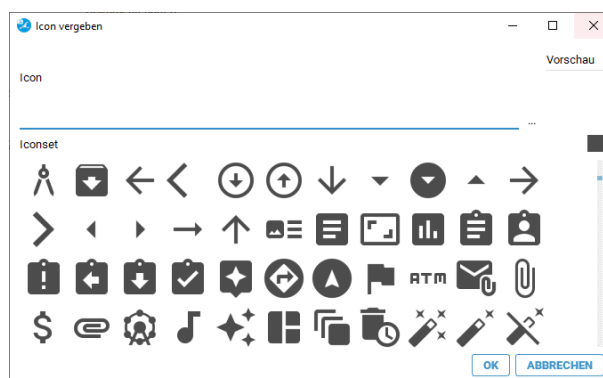 Icon vergeben
Vorschau
Icon
...
Iconset
ATM
OK
ABBRECHEN